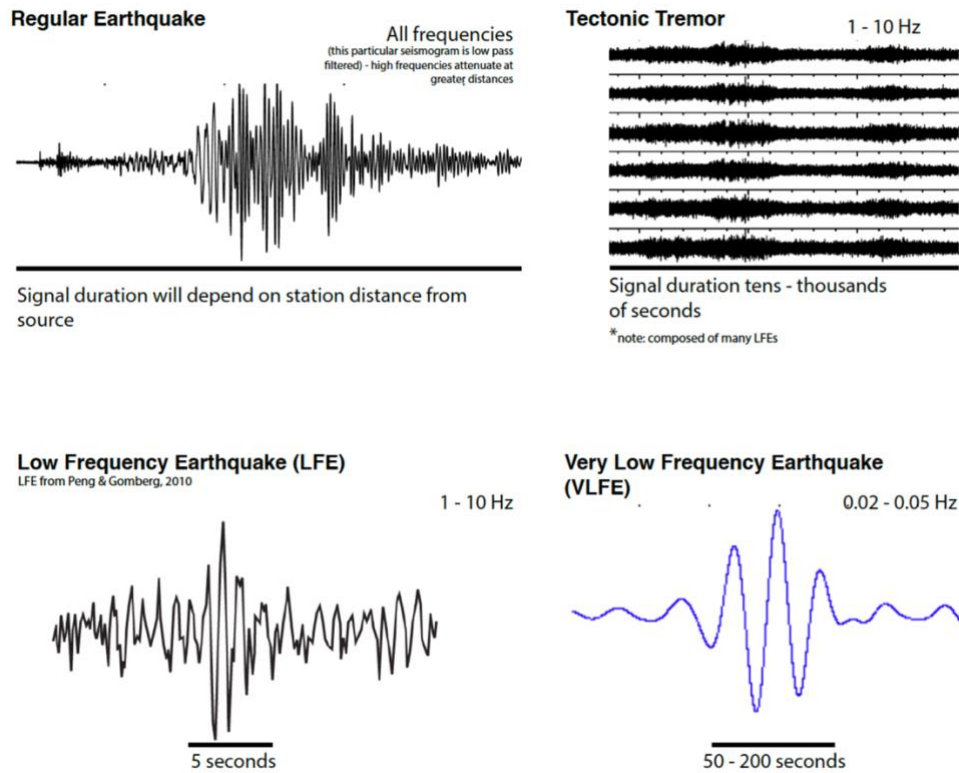 Regular Earthquake
All frequencies
(this particular seismogram is low pass
filtered) - high frequencies attenuate at
greater distances
Signal duration will depend on station distance from
source
Tectonic Tremor
1 - 10 Hz
Signal duration tens - thousands
of seconds
*note: composed of many LFEs
Low Frequency Earthquake (LFE)
LFE from Peng & Gomberg, 2010
1 - 10 Hz
5 seconds
Very Low Frequency Earthquake
(VLFE)
0.02 - 0.05 Hz
50 - 200 seconds